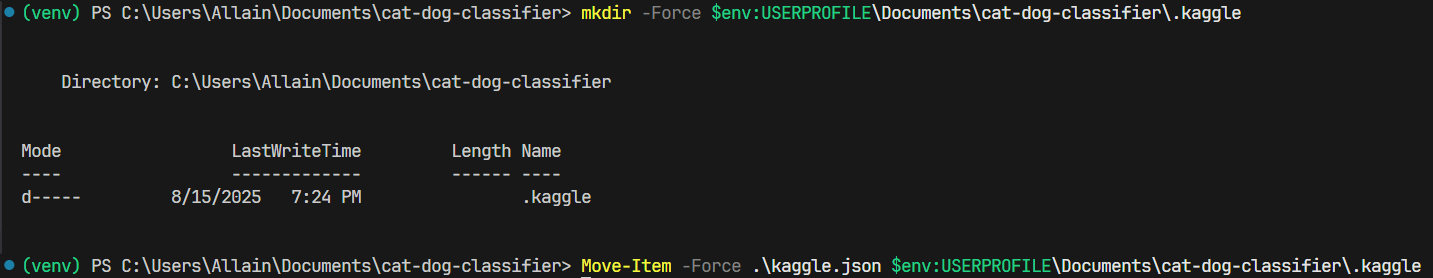 (venv) PS C:\Users\Allain\Documents\cat-dog-classifier> mkdir -Force $env:USERPROFILE\Documents\cat-dog-classifier\.kaggle
Directory: C:\Users\Allain\Documents\cat-dog-classifier
Mode LastWriteTime Length Name
---- ------------- ------ ----
d----- 8/15/2025 7:24 PM .kaggle
(venv) PS C:\Users\Allain\Documents\cat-dog-classifier> Move-Item -Force .\kaggle.json $env:USERPROFILE\Documents\cat-dog-classifier\.kaggle